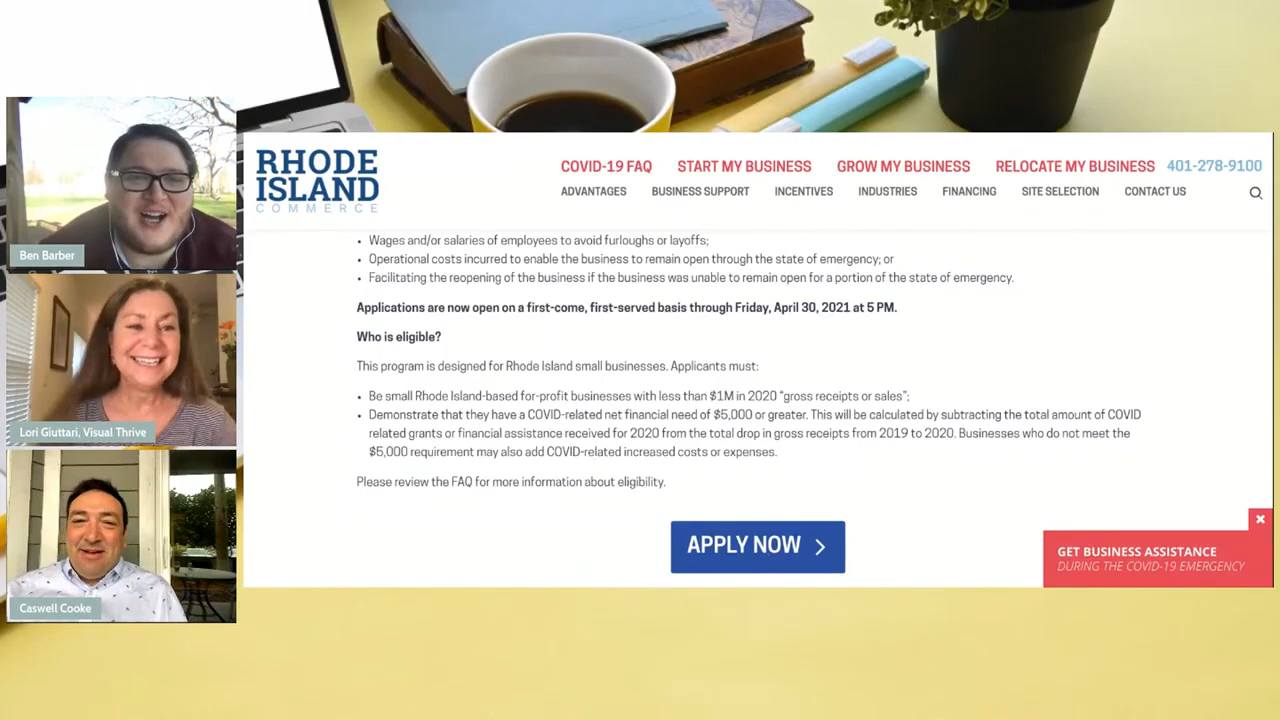 RHODE
ISLAND
COMMERCE
COVID-19 FAQ START MY BUSINESS GROW MY BUSINESS RELOCATE MY BUSINESS 401-278-9100
ADVANTAGES BUSINESS SUPPORT INCENTIVES INDUSTRIES FINANCING SITE SELECTION CONTACT US
• Wages and/or salaries of employees to avoid furloughs or layoffs;
• Operational costs incurred to enable the business to remain open through the state of emergency; or
• Facilitating the reopening of the business if the business was unable to remain open for a portion of the state of emergency.
Applications are now open on a first-come, first-served basis through Friday, April 30, 2021 at 5 PM.
Who is eligible?
This program is designed for Rhode Island small businesses. Applicants must:
• Be small Rhode Island-based for-profit businesses with less than $1M in 2020 “gross receipts or sales”;
• Demonstrate that they have a COVID-related net financial need of $5,000 or greater. This will be calculated by subtracting the total amount of COVID
related grants or financial assistance received for 2020 from the total drop in gross receipts from 2019 to 2020. Businesses who do not meet the
$5,000 requirement may also add COVID-related increased costs or expenses.
Please review the FAQ for more information about eligibility.
APPLY NOW
GET BUSINESS ASSISTANCE
DURING THE COVID-19 EMERGENCY
Ben Barber
Lori Giuttari, Visual Thrive
Caswell Cooke